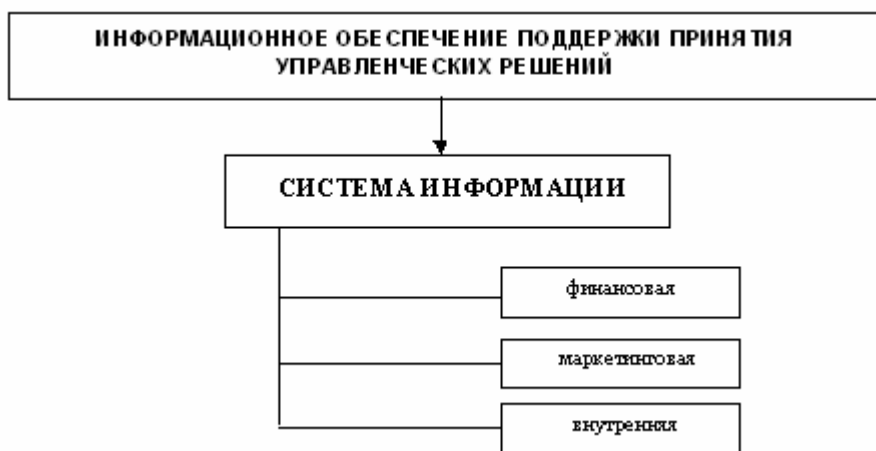 ИНФОРМАЦИОННОЕ ОБЕСПЕЧЕНИЕ ПОДДЕРЖКИ ПРИНЯТИЯ
УПРАВЛЕНЧЕСКИХ РЕШЕНИЙ
СИСТЕМА ИНФОРМАЦИИ
финансовая
маркетинговая
внутренняя